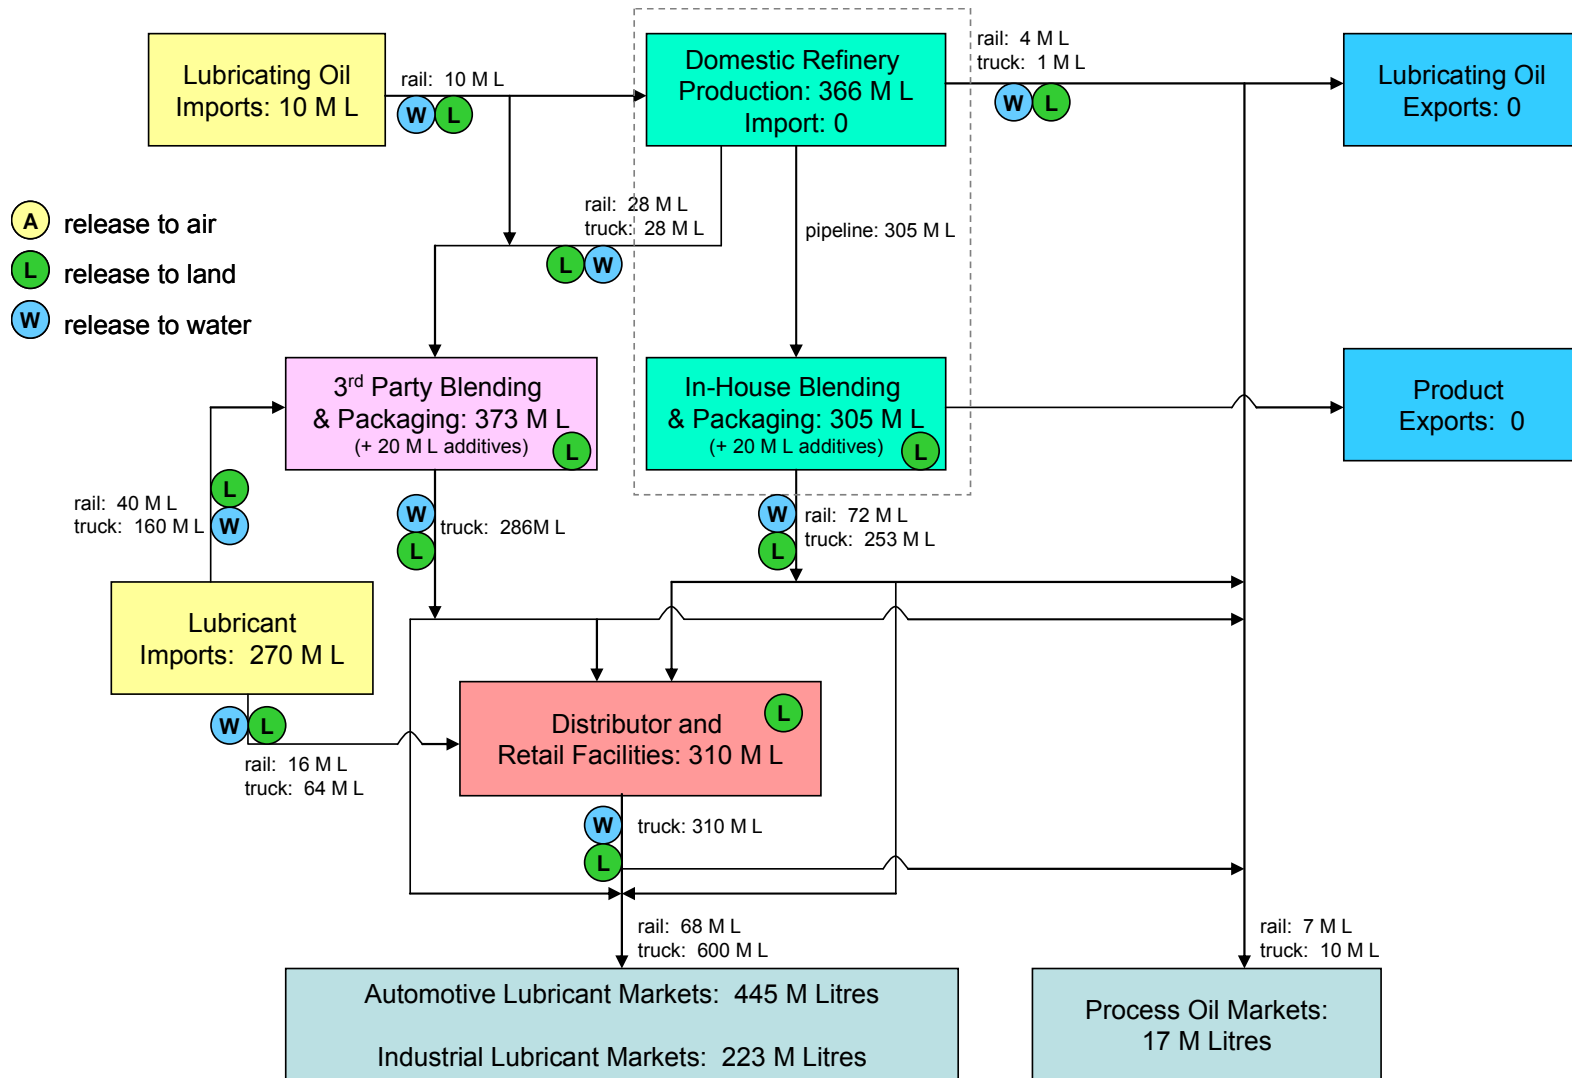 Lubricating Oil
Imports: 10 M L
rail: 10 M L
W L
Domestic Refinery
Production: 366 M L
Import: 0
rail: 4 M L
truck: 1 M L
W L
Lubricating Oil
Exports: 0
A release to air
L release to land
W release to water
rail: 28 M L
truck: 28 M L
L W
pipeline: 305 M L
3rd Party Blending
& Packaging: 373 M L
(+ 20 M L additives)
L
In-House Blending
& Packaging: 305 M L
(+ 20 M L additives)
L
Product
Exports: 0
rail: 40 M L
truck: 160 M L
L
W
W
L
truck: 286M L
W
L
rail: 72 M L
truck: 253 M L
Lubricant
Imports: 270 M L
W L
rail: 16 M L
truck: 64 M L
Distributor and
Retail Facilities: 310 M L
L
W
L
truck: 310 M L
rail: 68 M L
truck: 600 M L
rail: 7 M L
truck: 10 M L
Automotive Lubricant Markets: 445 M Litres
Industrial Lubricant Markets: 223 M Litres
Process Oil Markets:
17 M Litres